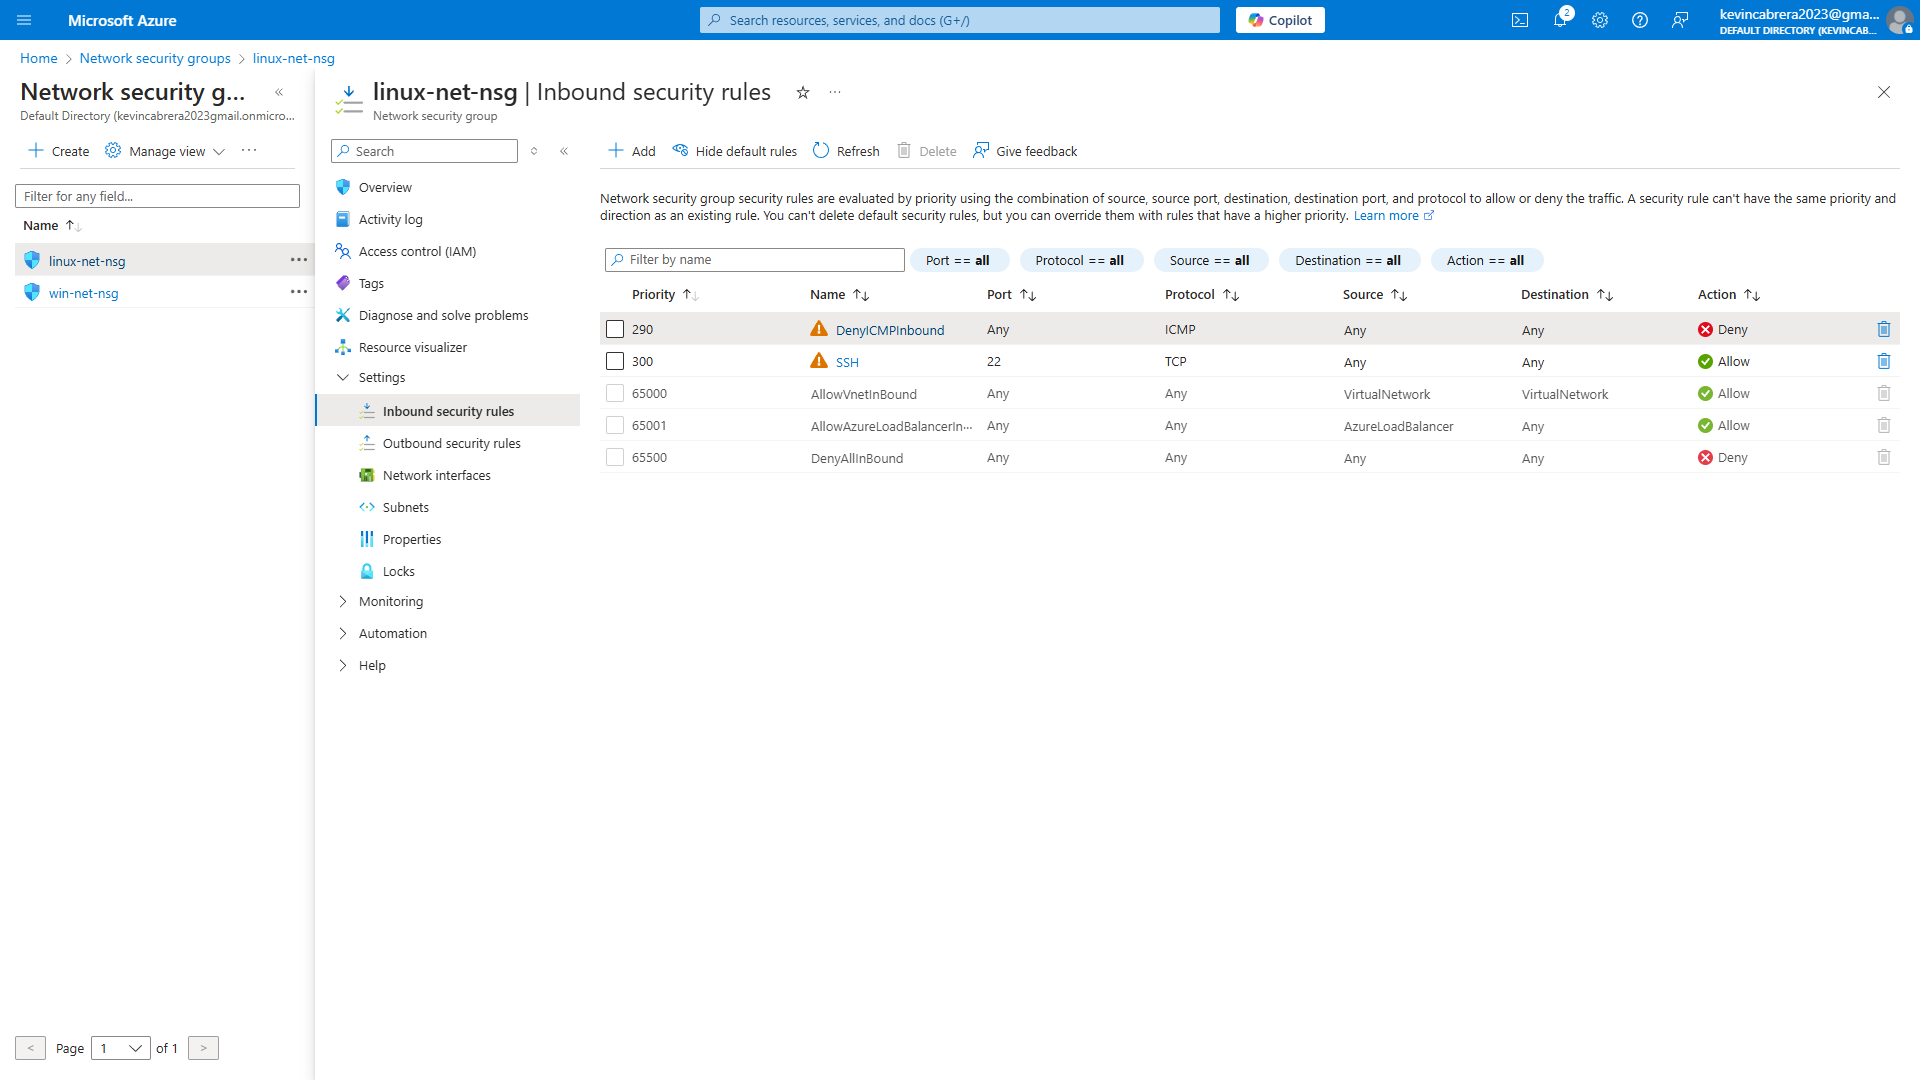 Microsoft Azure
Search resources, services, and docs (G+/)
Copilot
2
kevincabrera2023@gma...
DEFAULT DIRECTORY (KEVINCAB...
Home > Network security groups > linux-net-nsg
Network security g...
Default Directory (kevincabrera2023gmail.onmicro...
Create
Manage view
Filter for any field...
Name
linux-net-nsg
win-net-nsg
< Page 1 of 1 >
linux-net-nsg | Inbound security rules
Network security group
Search
Overview
Activity log
Access control (IAM)
Tags
Diagnose and solve problems
Resource visualizer
Settings
Inbound security rules
Outbound security rules
Network interfaces
Subnets
Properties
Locks
Monitoring
Automation
Help
Add Hide default rules Refresh Delete Give feedback
Network security group security rules are evaluated by priority using the combination of source, source port, destination, destination port, and protocol to allow or deny the traffic. A security rule can't have the same priority and
direction as an existing rule. You can't delete default security rules, but you can override them with rules that have a higher priority. Learn more
Filter by name
Port == all Protocol == all Source == all Destination == all Action == all
Priority Name Port Protocol Source Destination Action
290 DenyICMPInbound Any ICMP Any Any Deny
300 SSH 22 TCP Any Any Allow
65000 AllowVnetInBound Any Any VirtualNetwork VirtualNetwork Allow
65001 AllowAzureLoadBalancerIn··· Any Any AzureLoadBalancer Any Allow
65500 DenyAllInBound Any Any Any Any Deny